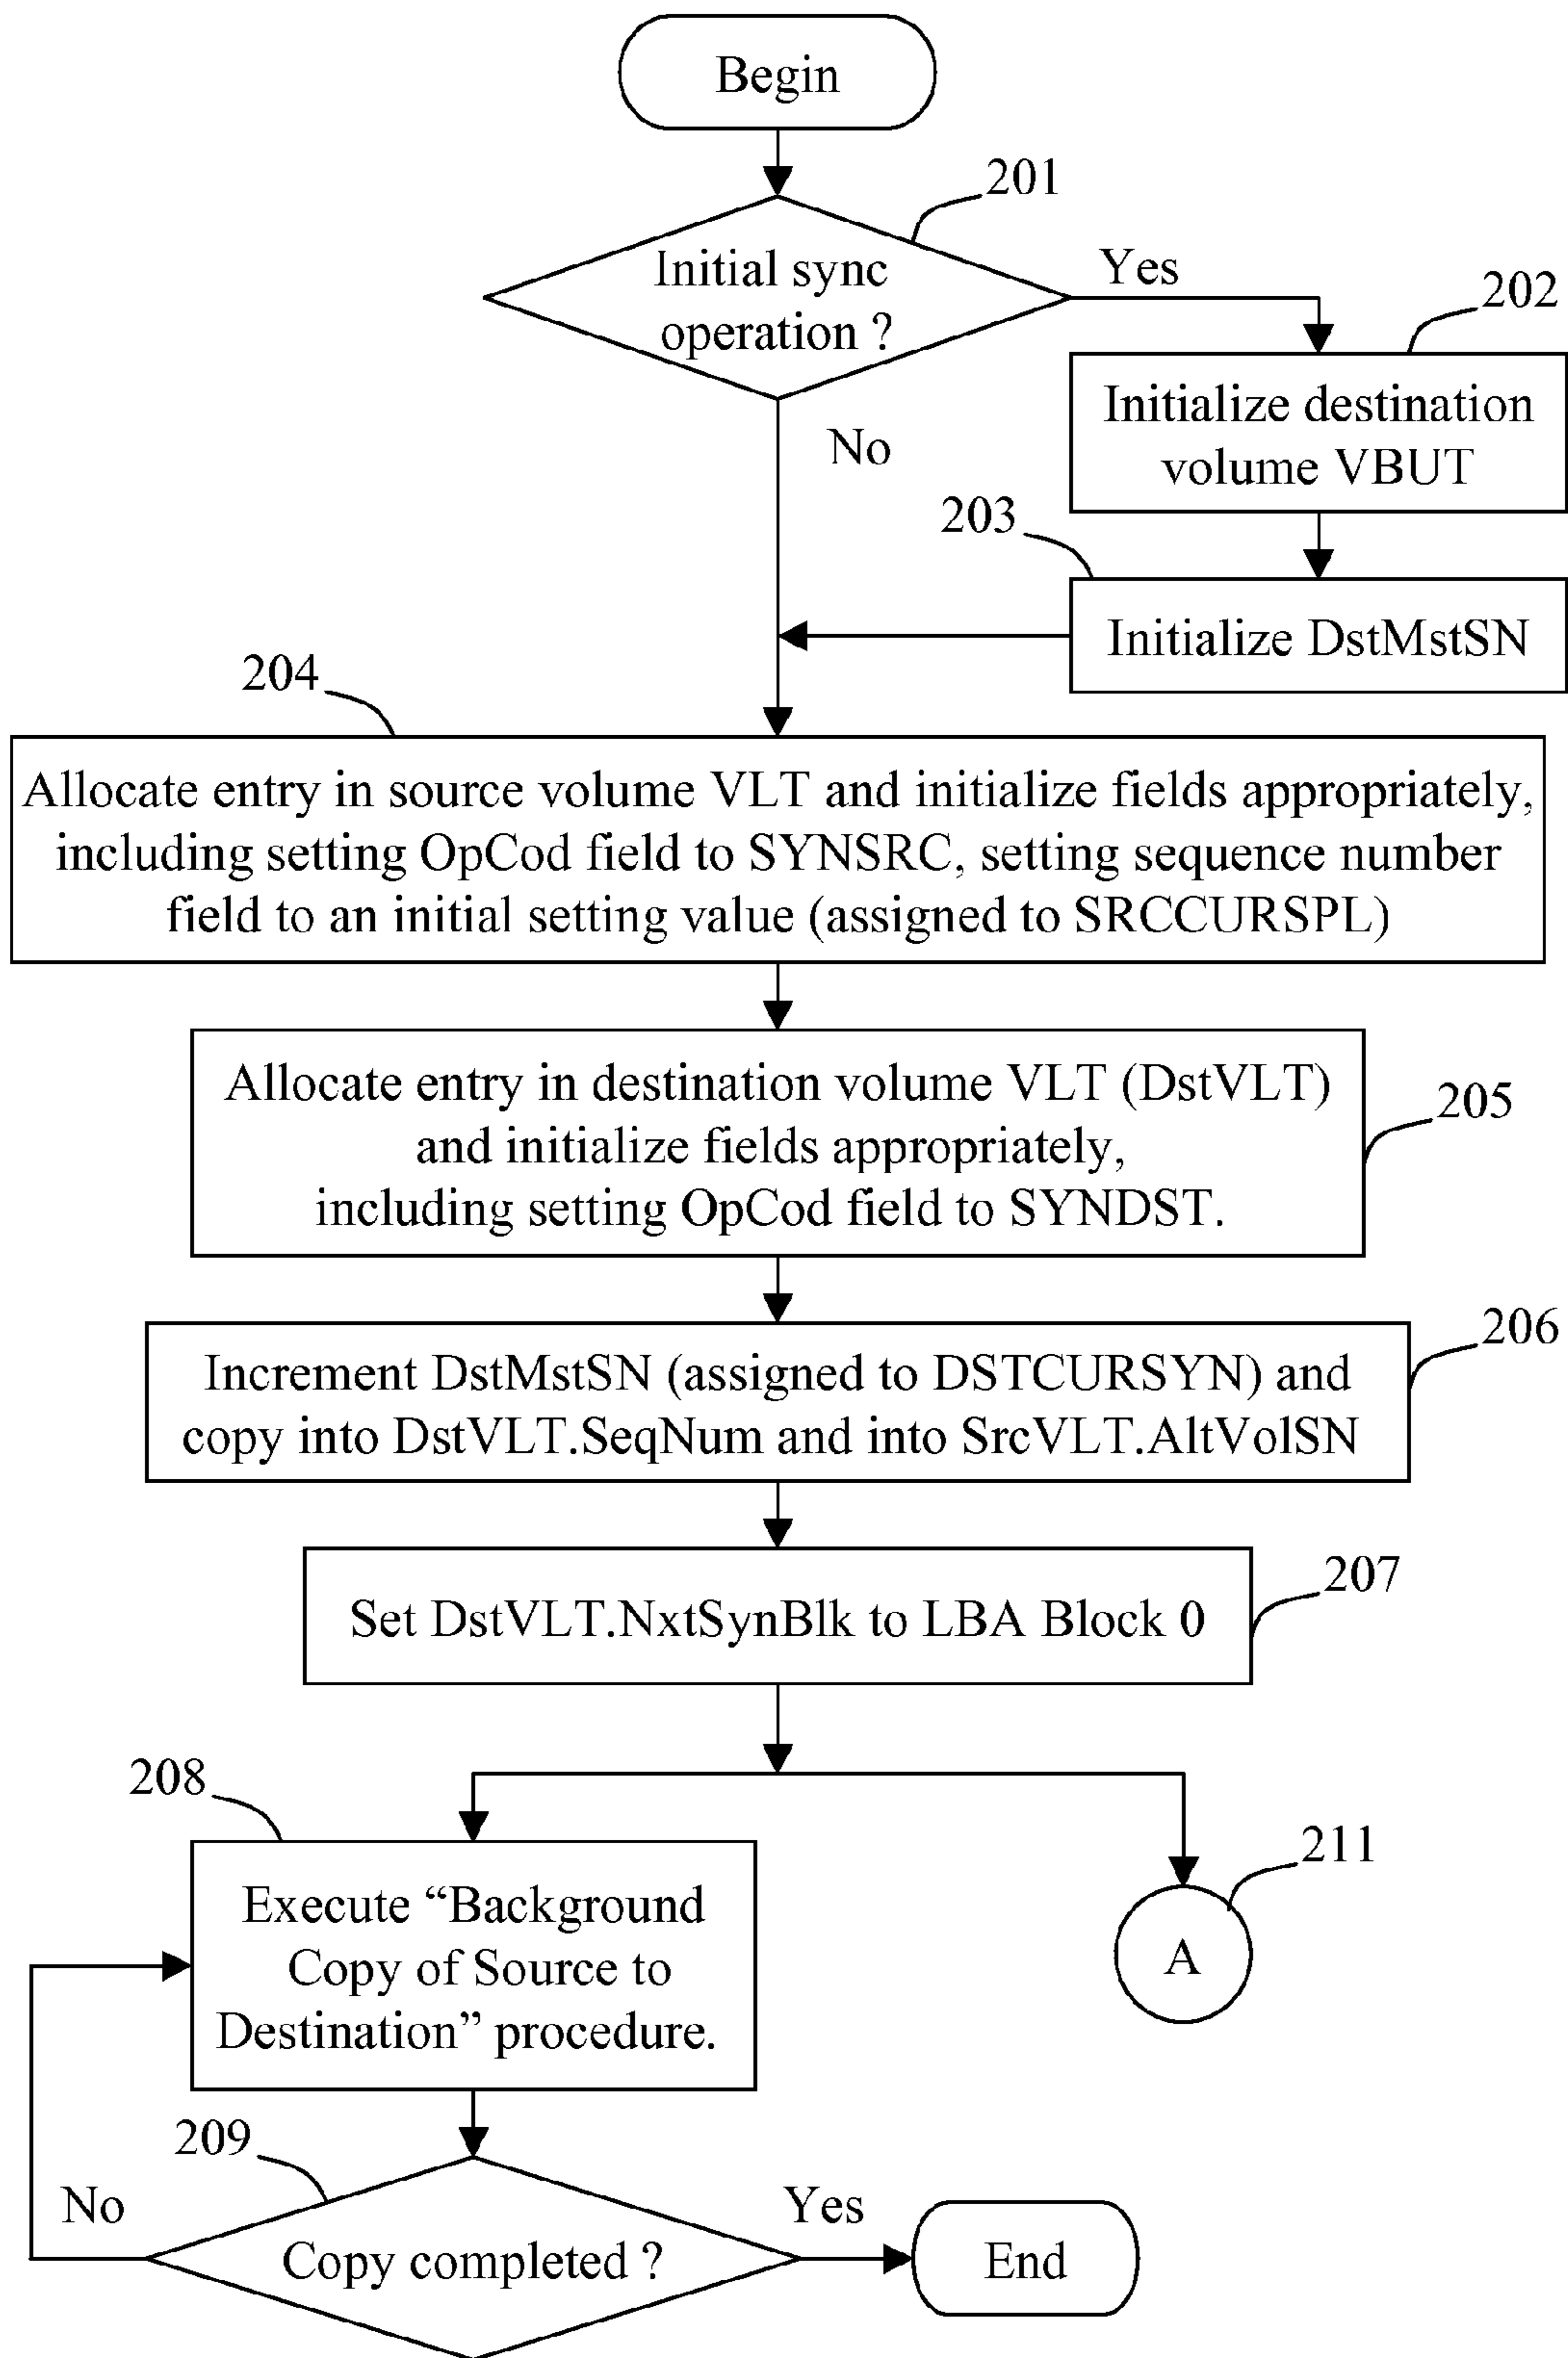 Begin
201
Initial sync
operation ?
Yes
202
Initialize destination
volume VBUT
No
203
Initialize DstMstSN
204
Allocate entry in source volume VLT and initialize fields appropriately,
including setting OpCod field to SYNSRC, setting sequence number
field to an initial setting value (assigned to SRCCURSPL)
Allocate entry in destination volume VLT (DstVLT)
and initialize fields appropriately,
including setting OpCod field to SYNDST.
205
206
Increment DstMstSN (assigned to DSTCURSYN) and
copy into DstVLT.SeqNum and into SrcVLT.AltVolSN
207
Set DstVLT.NxtSynBlk to LBA Block 0
208
Execute “Background
Copy of Source to
Destination” procedure.
211
A
209
No
Copy completed ?
Yes
End